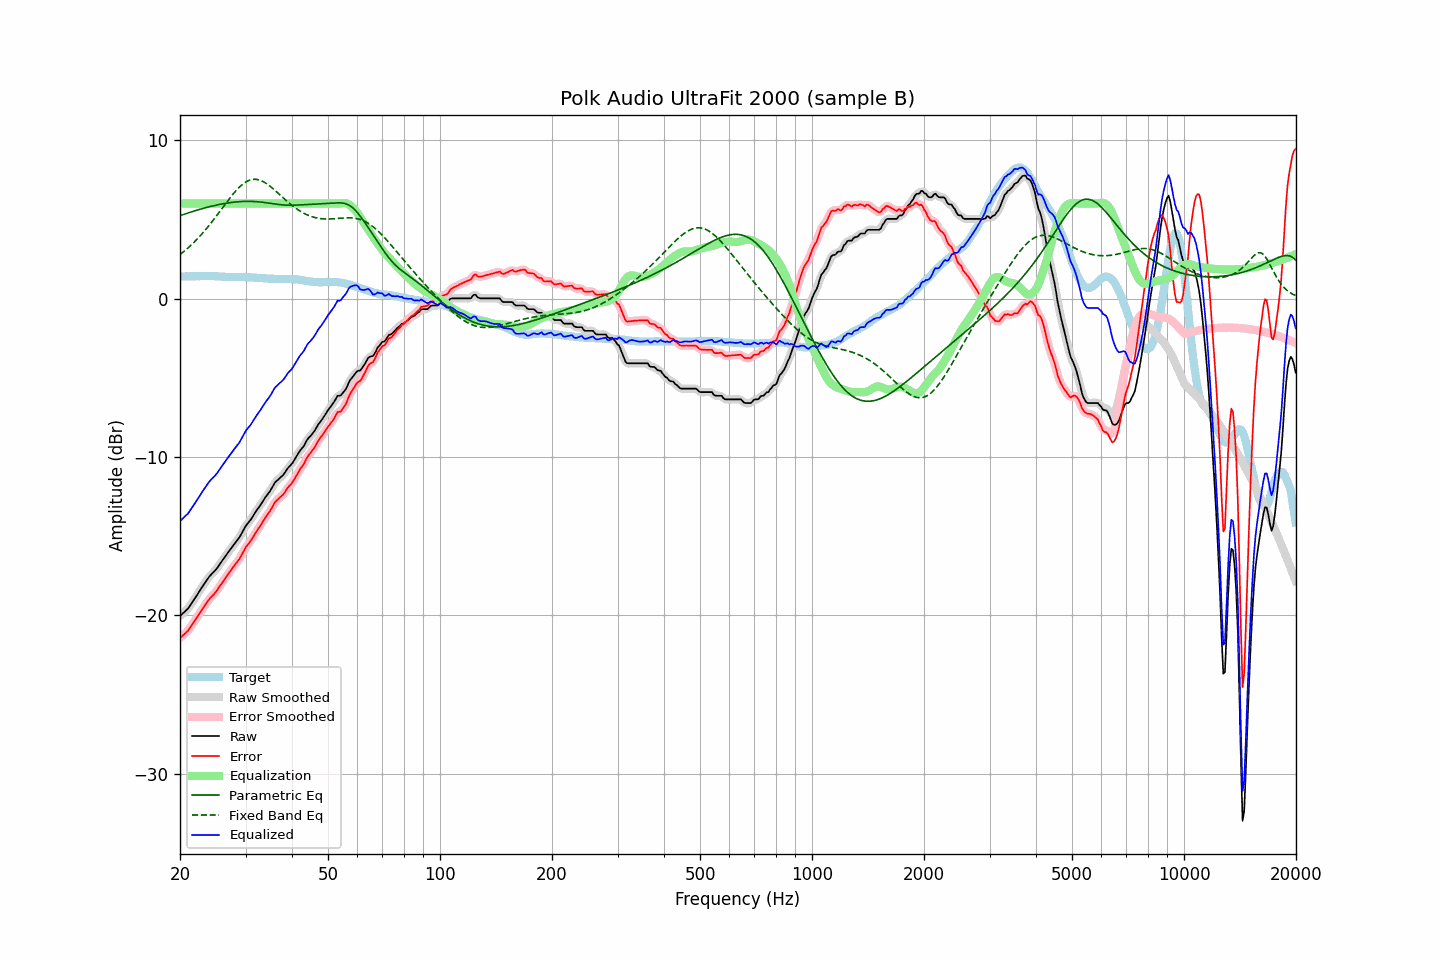 Polk Audio UltraFit 2000 (sample B)
10
0
−10
−20
−30
Amplitude (dBr)
Target
Raw Smoothed
Error Smoothed
Raw
Error
Equalization
Parametric Eq
Fixed Band Eq
Equalized
20
50
100
200
500
1000
2000
5000
10000
20000
Frequency (Hz)